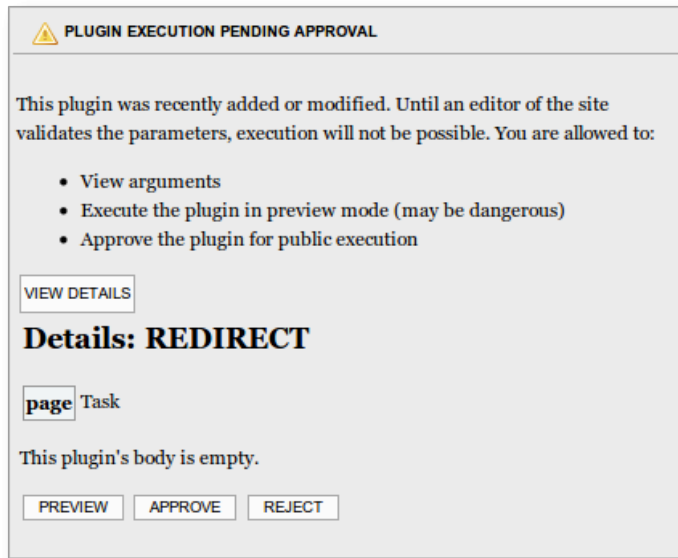 PLUGIN EXECUTION PENDING APPROVAL
This plugin was recently added or modified. Until an editor of the site
validates the parameters, execution will not be possible. You are allowed to:
• View arguments
• Execute the plugin in preview mode (may be dangerous)
• Approve the plugin for public execution
VIEW DETAILS
Details: REDIRECT
page Task
This plugin's body is empty.
PREVIEW APPROVE REJECT